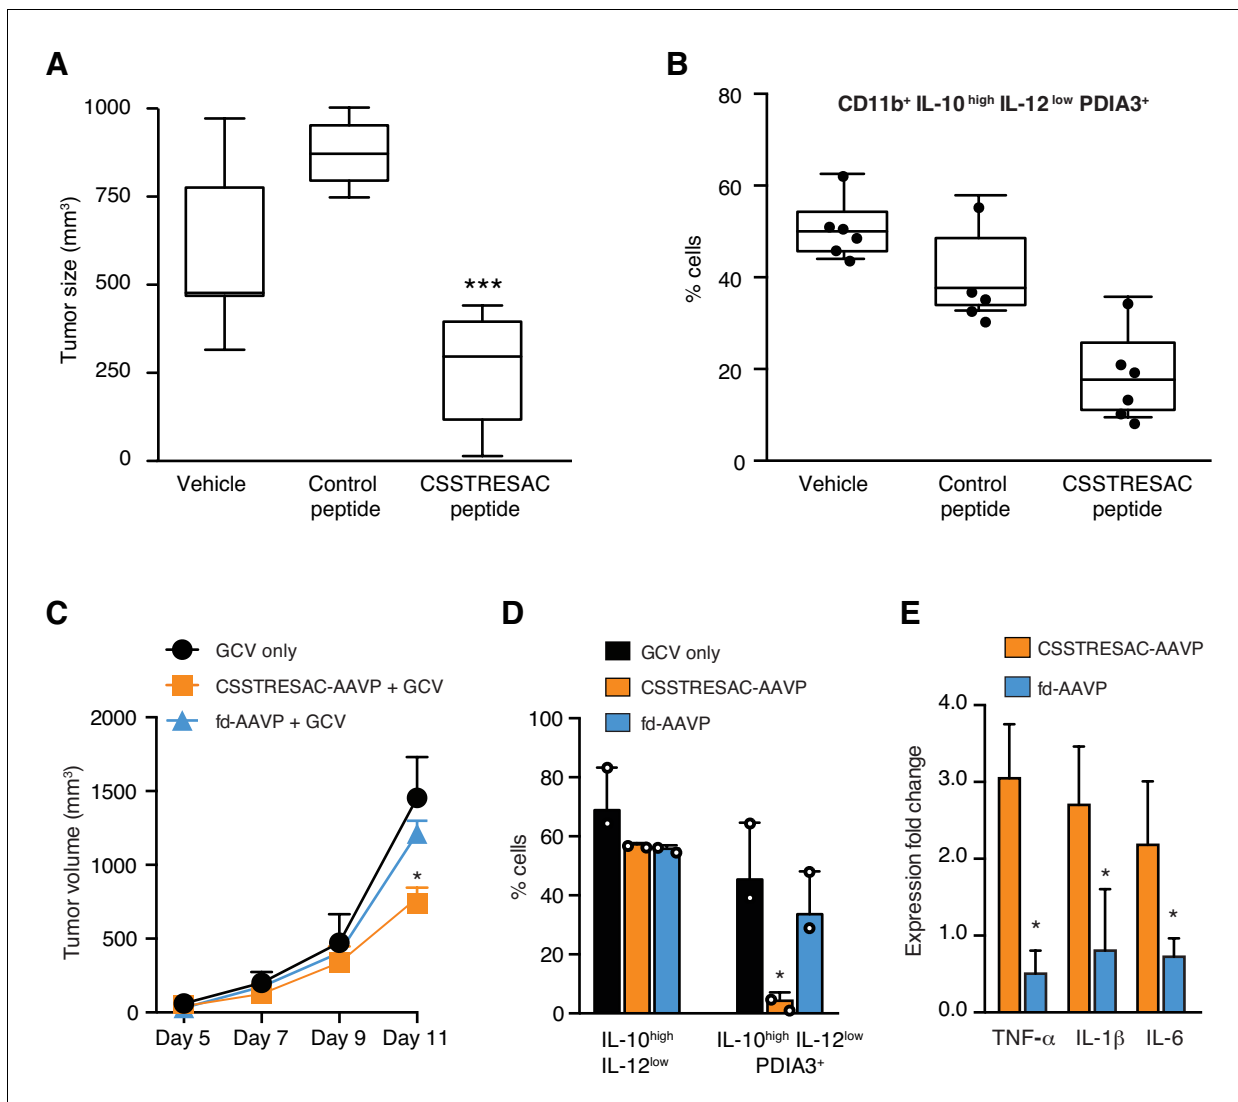 A
Tumor size (mm³)
1000
750
500
250
0
***
Vehicle
Control
peptide
CSSTRESAC
peptide
B
CD11b⁺ IL-10 ʰⁱᵍʰ IL-12 ˡᵒʷ PDIA3⁺
% cells
80
60
40
20
0
Vehicle
Control
peptide
CSSTRESAC
peptide
C
GCV only
CSSTRESAC-AAVP + GCV
fd-AAVP + GCV
Tumor volume (mm³)
2000
1500
1000
500
0
*
Day 5
Day 7
Day 9
Day 11
D
GCV only
CSSTRESAC-AAVP
fd-AAVP
% cells
100
80
60
40
20
0
*
IL-10ʰⁱᵍʰ
IL-12ˡᵒʷ
IL-10ʰⁱᵍʰ IL-12ˡᵒʷ
PDIA3⁺
E
CSSTRESAC-AAVP
fd-AAVP
Expression fold change
4.0
3.0
2.0
1.0
0.0
*
*
*
TNF-α
IL-1β
IL-6